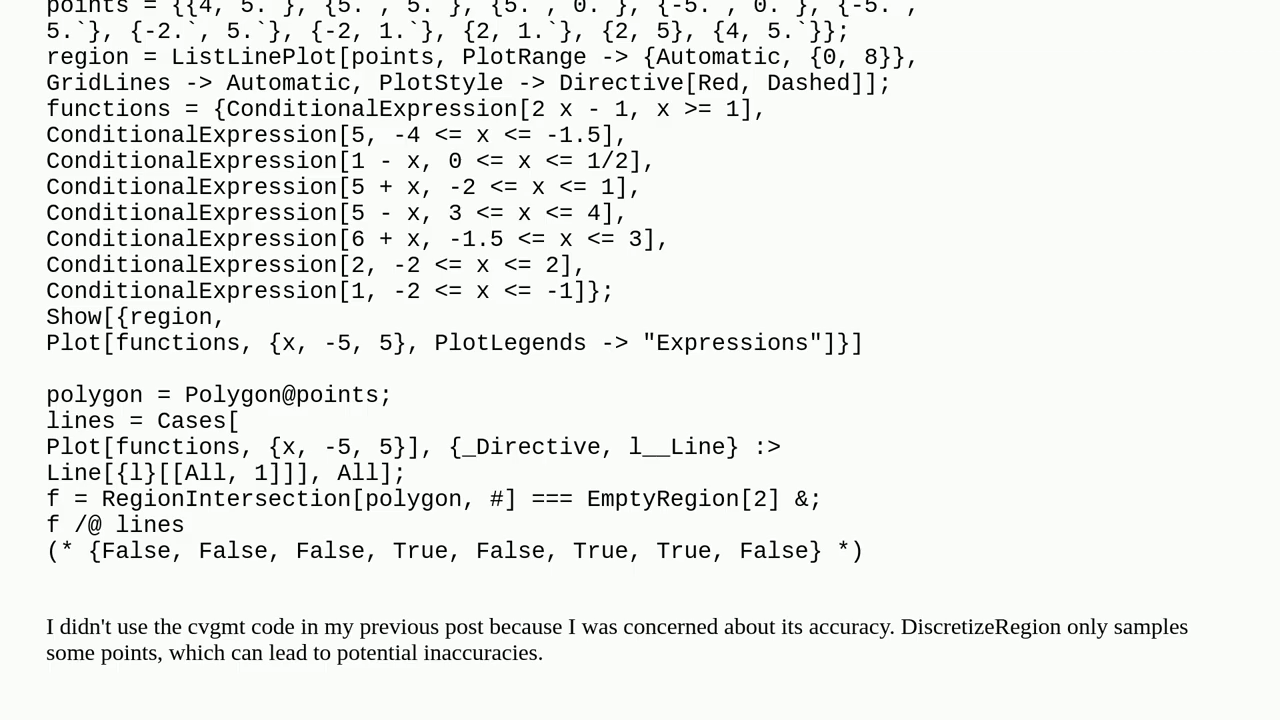 points = {{4, 5.`}, {5.`, 5.`}, {5.`, 0.`}, {-5.`, 0.`}, {-5.`,
5.`}, {-2.`, 5.`}, {-2, 1.`}, {2, 1.`}, {2, 5}, {4, 5.`}};
region = ListLinePlot[points, PlotRange -> {Automatic, {0, 8}},
GridLines -> Automatic, PlotStyle -> Directive[Red, Dashed]];
functions = {ConditionalExpression[2 x - 1, x >= 1],
ConditionalExpression[5, -4 <= x <= -1.5],
ConditionalExpression[1 - x, 0 <= x <= 1/2],
ConditionalExpression[5 + x, -2 <= x <= 1],
ConditionalExpression[5 - x, 3 <= x <= 4],
ConditionalExpression[6 + x, -1.5 <= x <= 3],
ConditionalExpression[2, -2 <= x <= 2],
ConditionalExpression[1, -2 <= x <= -1]};
Show[{region,
Plot[functions, {x, -5, 5}, PlotLegends -> "Expressions"]}]
polygon = Polygon@points;
lines = Cases[
Plot[functions, {x, -5, 5}], {_Directive, l__Line} :>
Line[{l}[[All, 1]]], All];
f = RegionIntersection[polygon, #] === EmptyRegion[2] &;
f /@ lines
(* {False, False, False, True, False, True, True, False} *)
I didn't use the cvgmt code in my previous post because I was concerned about its accuracy. DiscretizeRegion only samples
some points, which can lead to potential inaccuracies.